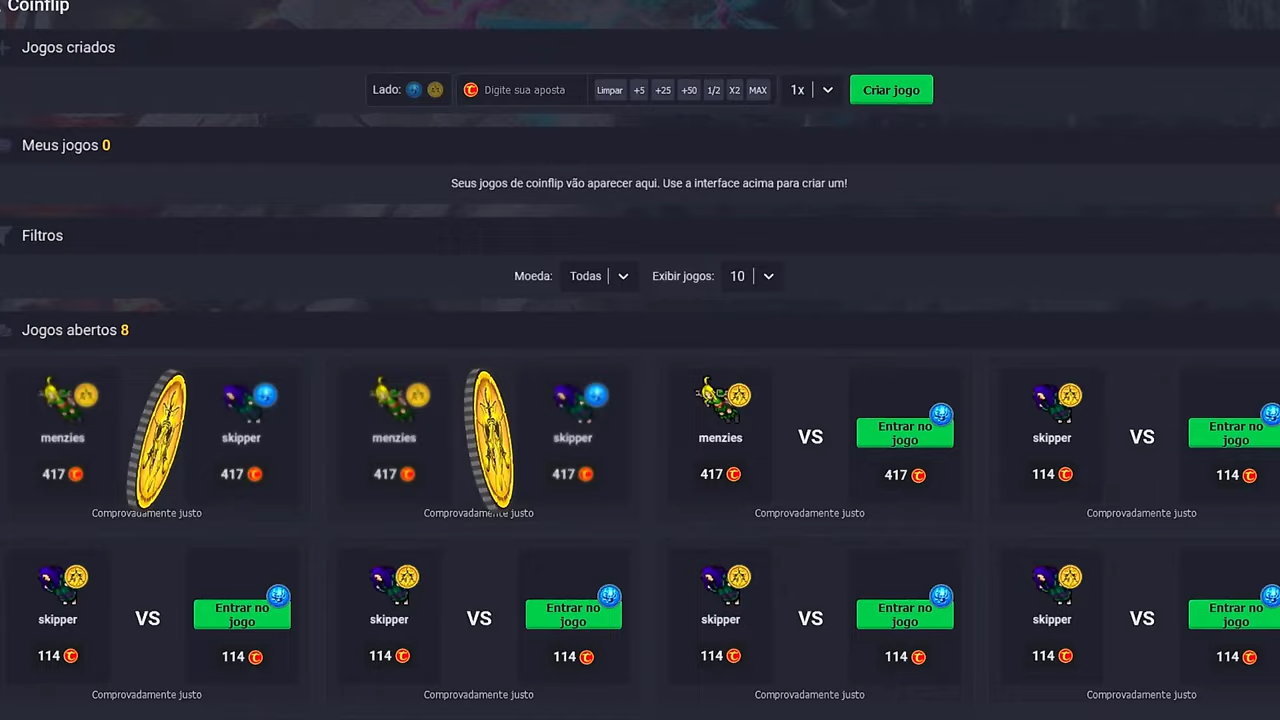 Coinflip
Jogos criados
Lado: Digite sua aposta Limpar +5 +25 +50 1/2 X2 MAX 1x Criar jogo
Meus jogos 0
Seus jogos de coinflip vão aparecer aqui. Use a interface acima para criar um!
Filtros
Moeda: Todas Exibir jogos: 10
Jogos abertos 8
menzies skipper
417 417
Comprovadamente justo
menzies skipper
417 417
Comprovadamente justo
menzies VS Entrar no
jogo
417 417
Comprovadamente justo
skipper VS Entrar no
jogo
114 114
Comprovadamente justo
skipper VS Entrar no
jogo
114 114
Comprovadamente justo
skipper VS Entrar no
jogo
114 114
Comprovadamente justo
skipper VS Entrar no
jogo
114 114
Comprovadamente justo
skipper VS Entrar no
jogo
114 114
Comprovadamente justo